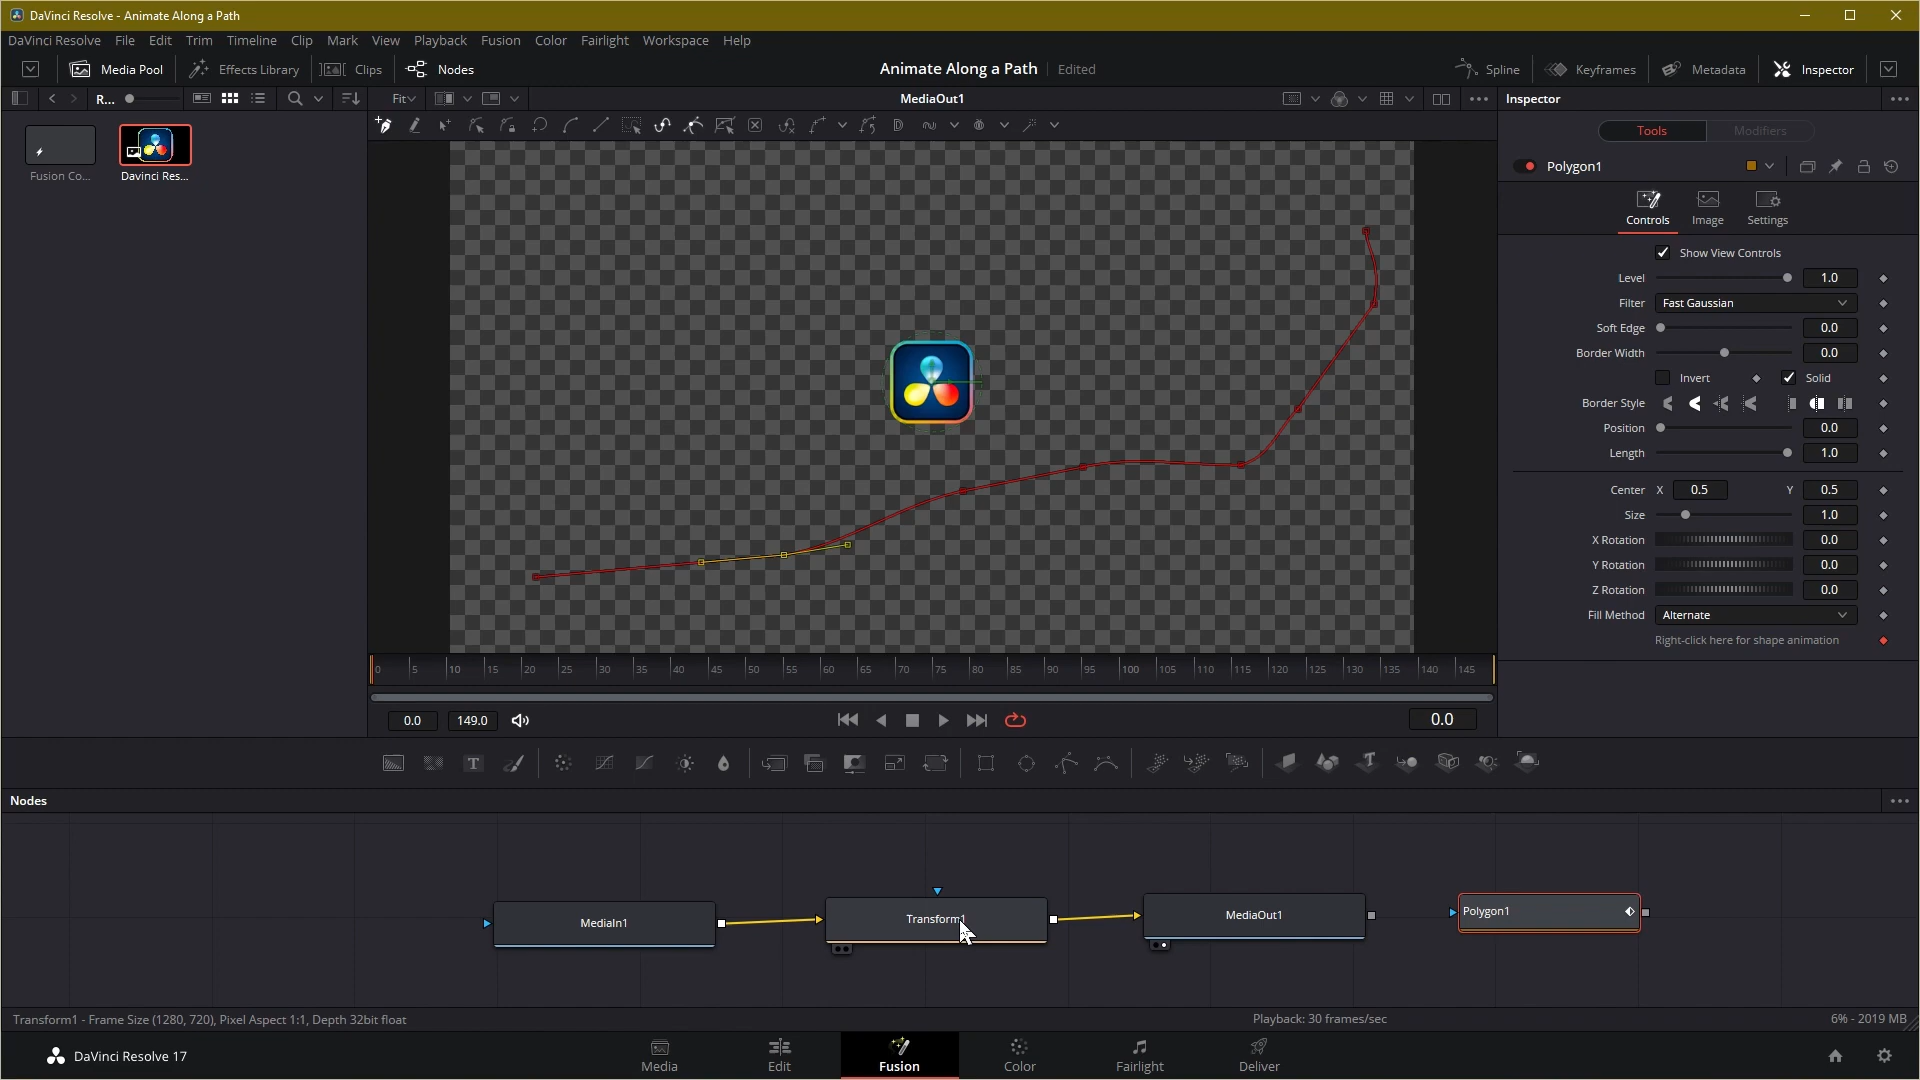 DaVinci Resolve - Animate Along a Path
DaVinci Resolve File Edit Trim Timeline Clip Mark View Playback Fusion Color Fairlight Workspace Help
Media Pool Effects Library Clips Nodes Animate Along a Path Edited Spline Keyframes Metadata Inspector
R... Fit MediaOut1 Inspector
Tools Modifiers
Polygon1
Fusion Co... Davinci Res...
Controls Image Settings
Show View Controls
Level 1.0
Filter Fast Gaussian
Soft Edge 0.0
Border Width 0.0
Invert Solid
Border Style
Position 0.0
Length 1.0
Center X 0.5 Y 0.5
Size 1.0
X Rotation 0.0
Y Rotation 0.0
Z Rotation 0.0
Fill Method Alternate
Right-click here for shape animation
0 5 10 15 20 25 30 35 40 45 50 55 60 65 70 75 80 85 90 95 100 105 110 115 120 125 130 135 140 145
0.0 149.0 0.0
T T
Nodes
MediaIn1 Transform1 MediaOut1 Polygon1
Transform1 - Frame Size (1280, 720), Pixel Aspect 1:1, Depth 32bit float Playback: 30 frames/sec 6% - 2019 MB
DaVinci Resolve 17 Media Edit Fusion Color Fairlight Deliver